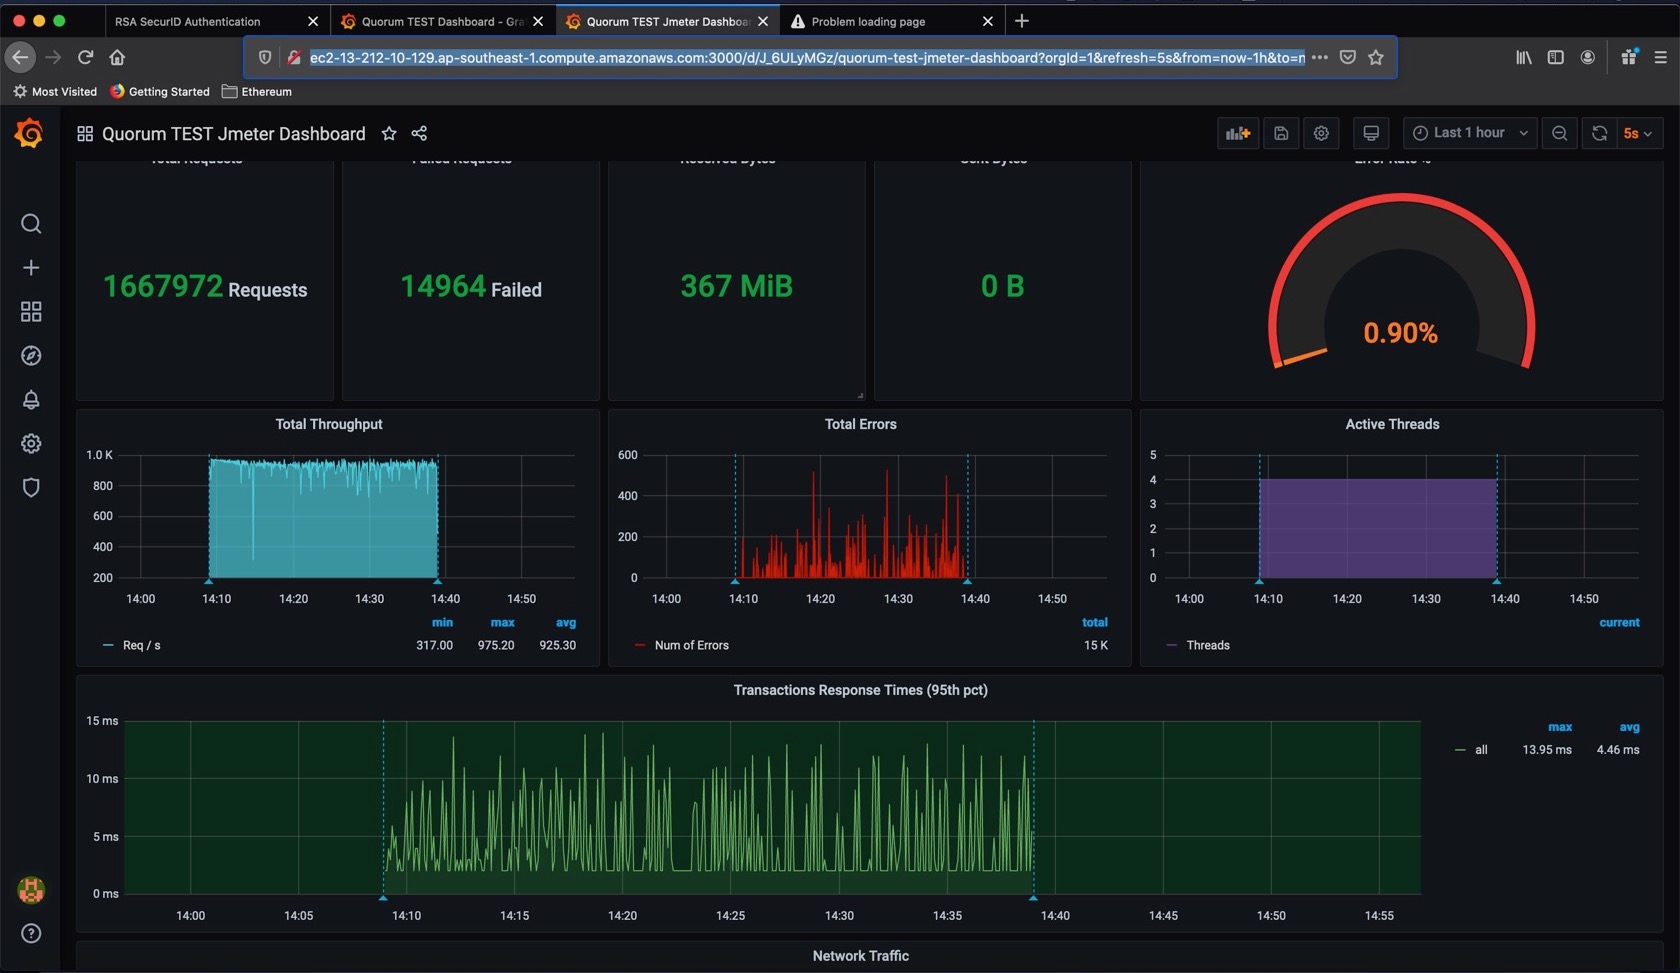 RSA SecurID Authentication
Quorum TEST Dashboard - Gra
Quorum TEST Jmeter Dashboar
Problem loading page
ec2-13-212-10-129.ap-southeast-1.compute.amazonaws.com:3000/d/J_6ULyMGz/quorum-test-jmeter-dashboard?orgId=1&refresh=5s&from=now-1h&to=n
Most Visited
Getting Started
Ethereum
Quorum TEST Jmeter Dashboard
Last 1 hour
5s
Total Requests
Failed Requests
Sent Bytes
Error Rate %
1667972 Requests
14964 Failed
367 MiB
0 B
0.90%
Total Throughput
1.0 K
800
600
400
200
14:00 14:10 14:20 14:30 14:40 14:50
min max avg
Req / s 317.00 975.20 925.30
Total Errors
600
400
200
0
14:00 14:10 14:20 14:30 14:40 14:50
total
Num of Errors 15 K
Active Threads
5
4
3
2
1
0
14:00 14:10 14:20 14:30 14:40 14:50
current
Threads
Transactions Response Times (95th pct)
15 ms
10 ms
5 ms
0 ms
14:00 14:05 14:10 14:15 14:20 14:25 14:30 14:35 14:40 14:45 14:50 14:55
max avg
all 13.95 ms 4.46 ms
Network Traffic